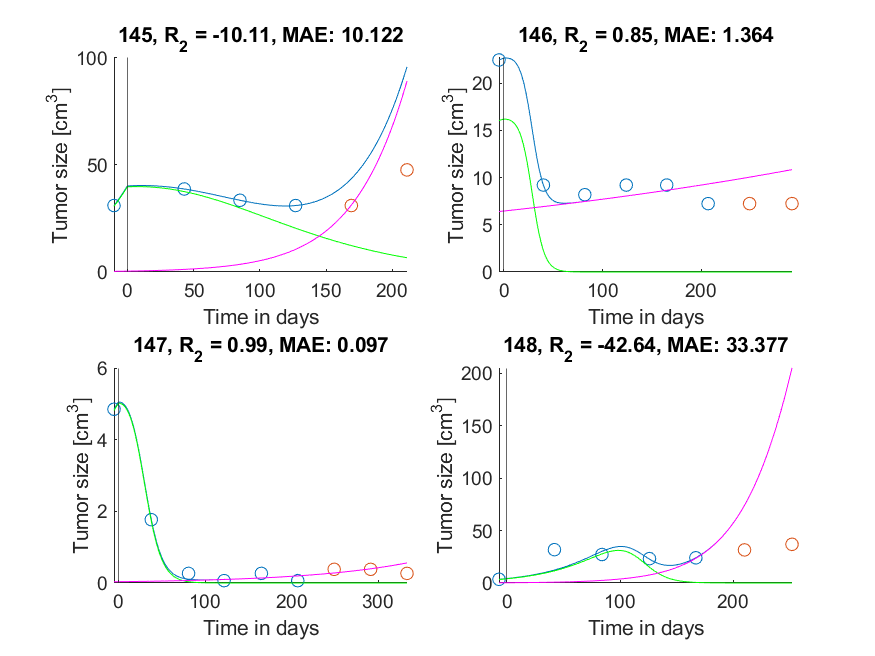 145, R2 = -10.11, MAE: 10.122
100
50
0
Tumor size [cm3]
0 50 100 150 200
Time in days
146, R2 = 0.85, MAE: 1.364
20
15
10
5
0
Tumor size [cm3]
0 100 200
Time in days
147, R2 = 0.99, MAE: 0.097
6
4
2
0
Tumor size [cm3]
0 100 200 300
Time in days
148, R2 = -42.64, MAE: 33.377
200
150
100
50
0
Tumor size [cm3]
0 100 200
Time in days